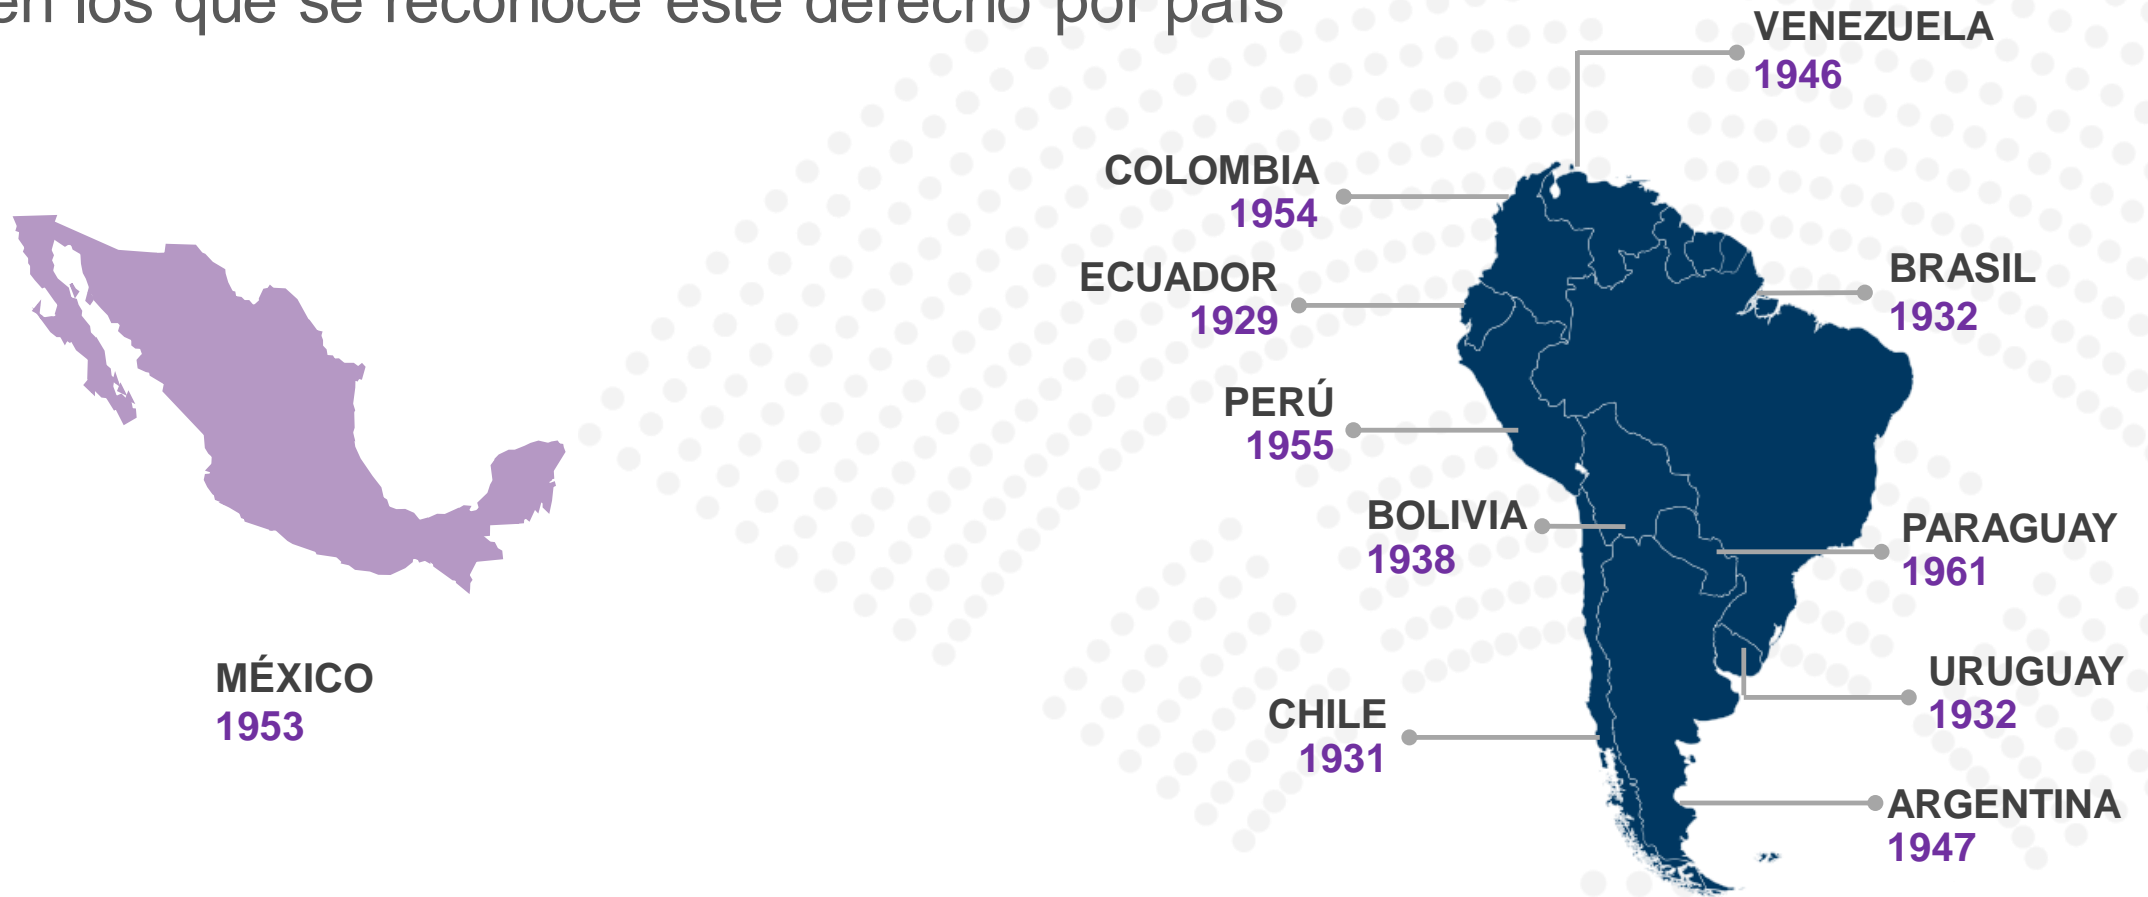 en los que se reconoce este derecho por país
VENEZUELA
1946
COLOMBIA
1954
ECUADOR
1929
BRASIL
1932
PERÚ
1955
BOLIVIA
1938
PARAGUAY
1961
MÉXICO
1953
URUGUAY
1932
CHILE
1931
ARGENTINA
1947